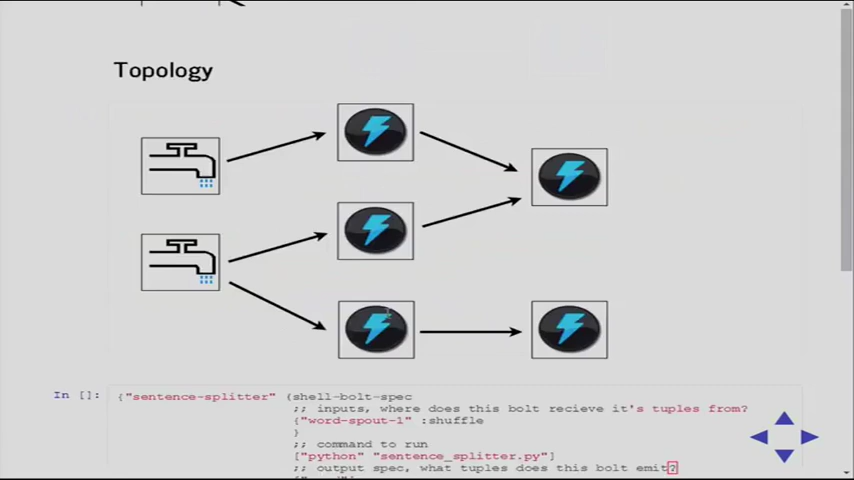 Topology
In []: {"sentence-splitter" (shell-bolt-spec
;; inputs, where does this bolt recieve it's tuples from?
{"word-spout-1" :shuffle
}
;; command to run
["python" "sentence_splitter.py"]
;; output spec, what tuples does this bolt emit?